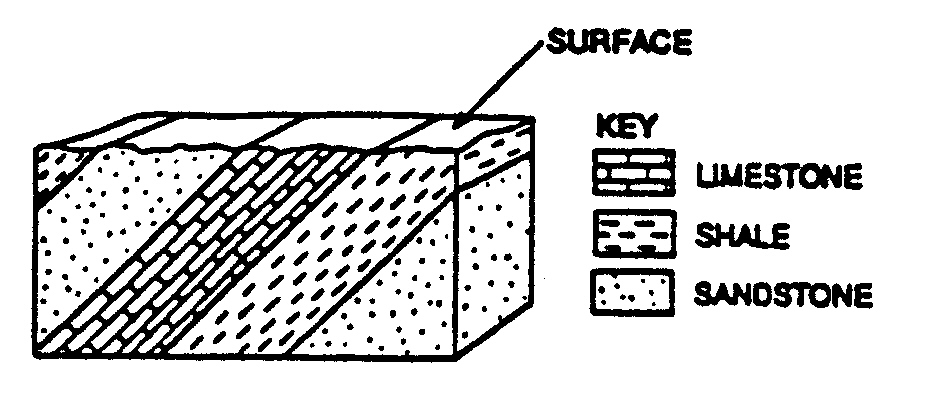 SURFACE
KEY
LIMESTONE
SHALE
SANDSTONE